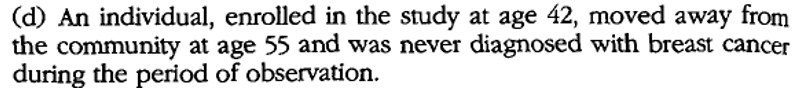 (d) An individual, enrolled in the study at age 42, moved away from
the community at age 55 and was never diagnosed with breast cancer
during the period of observation.